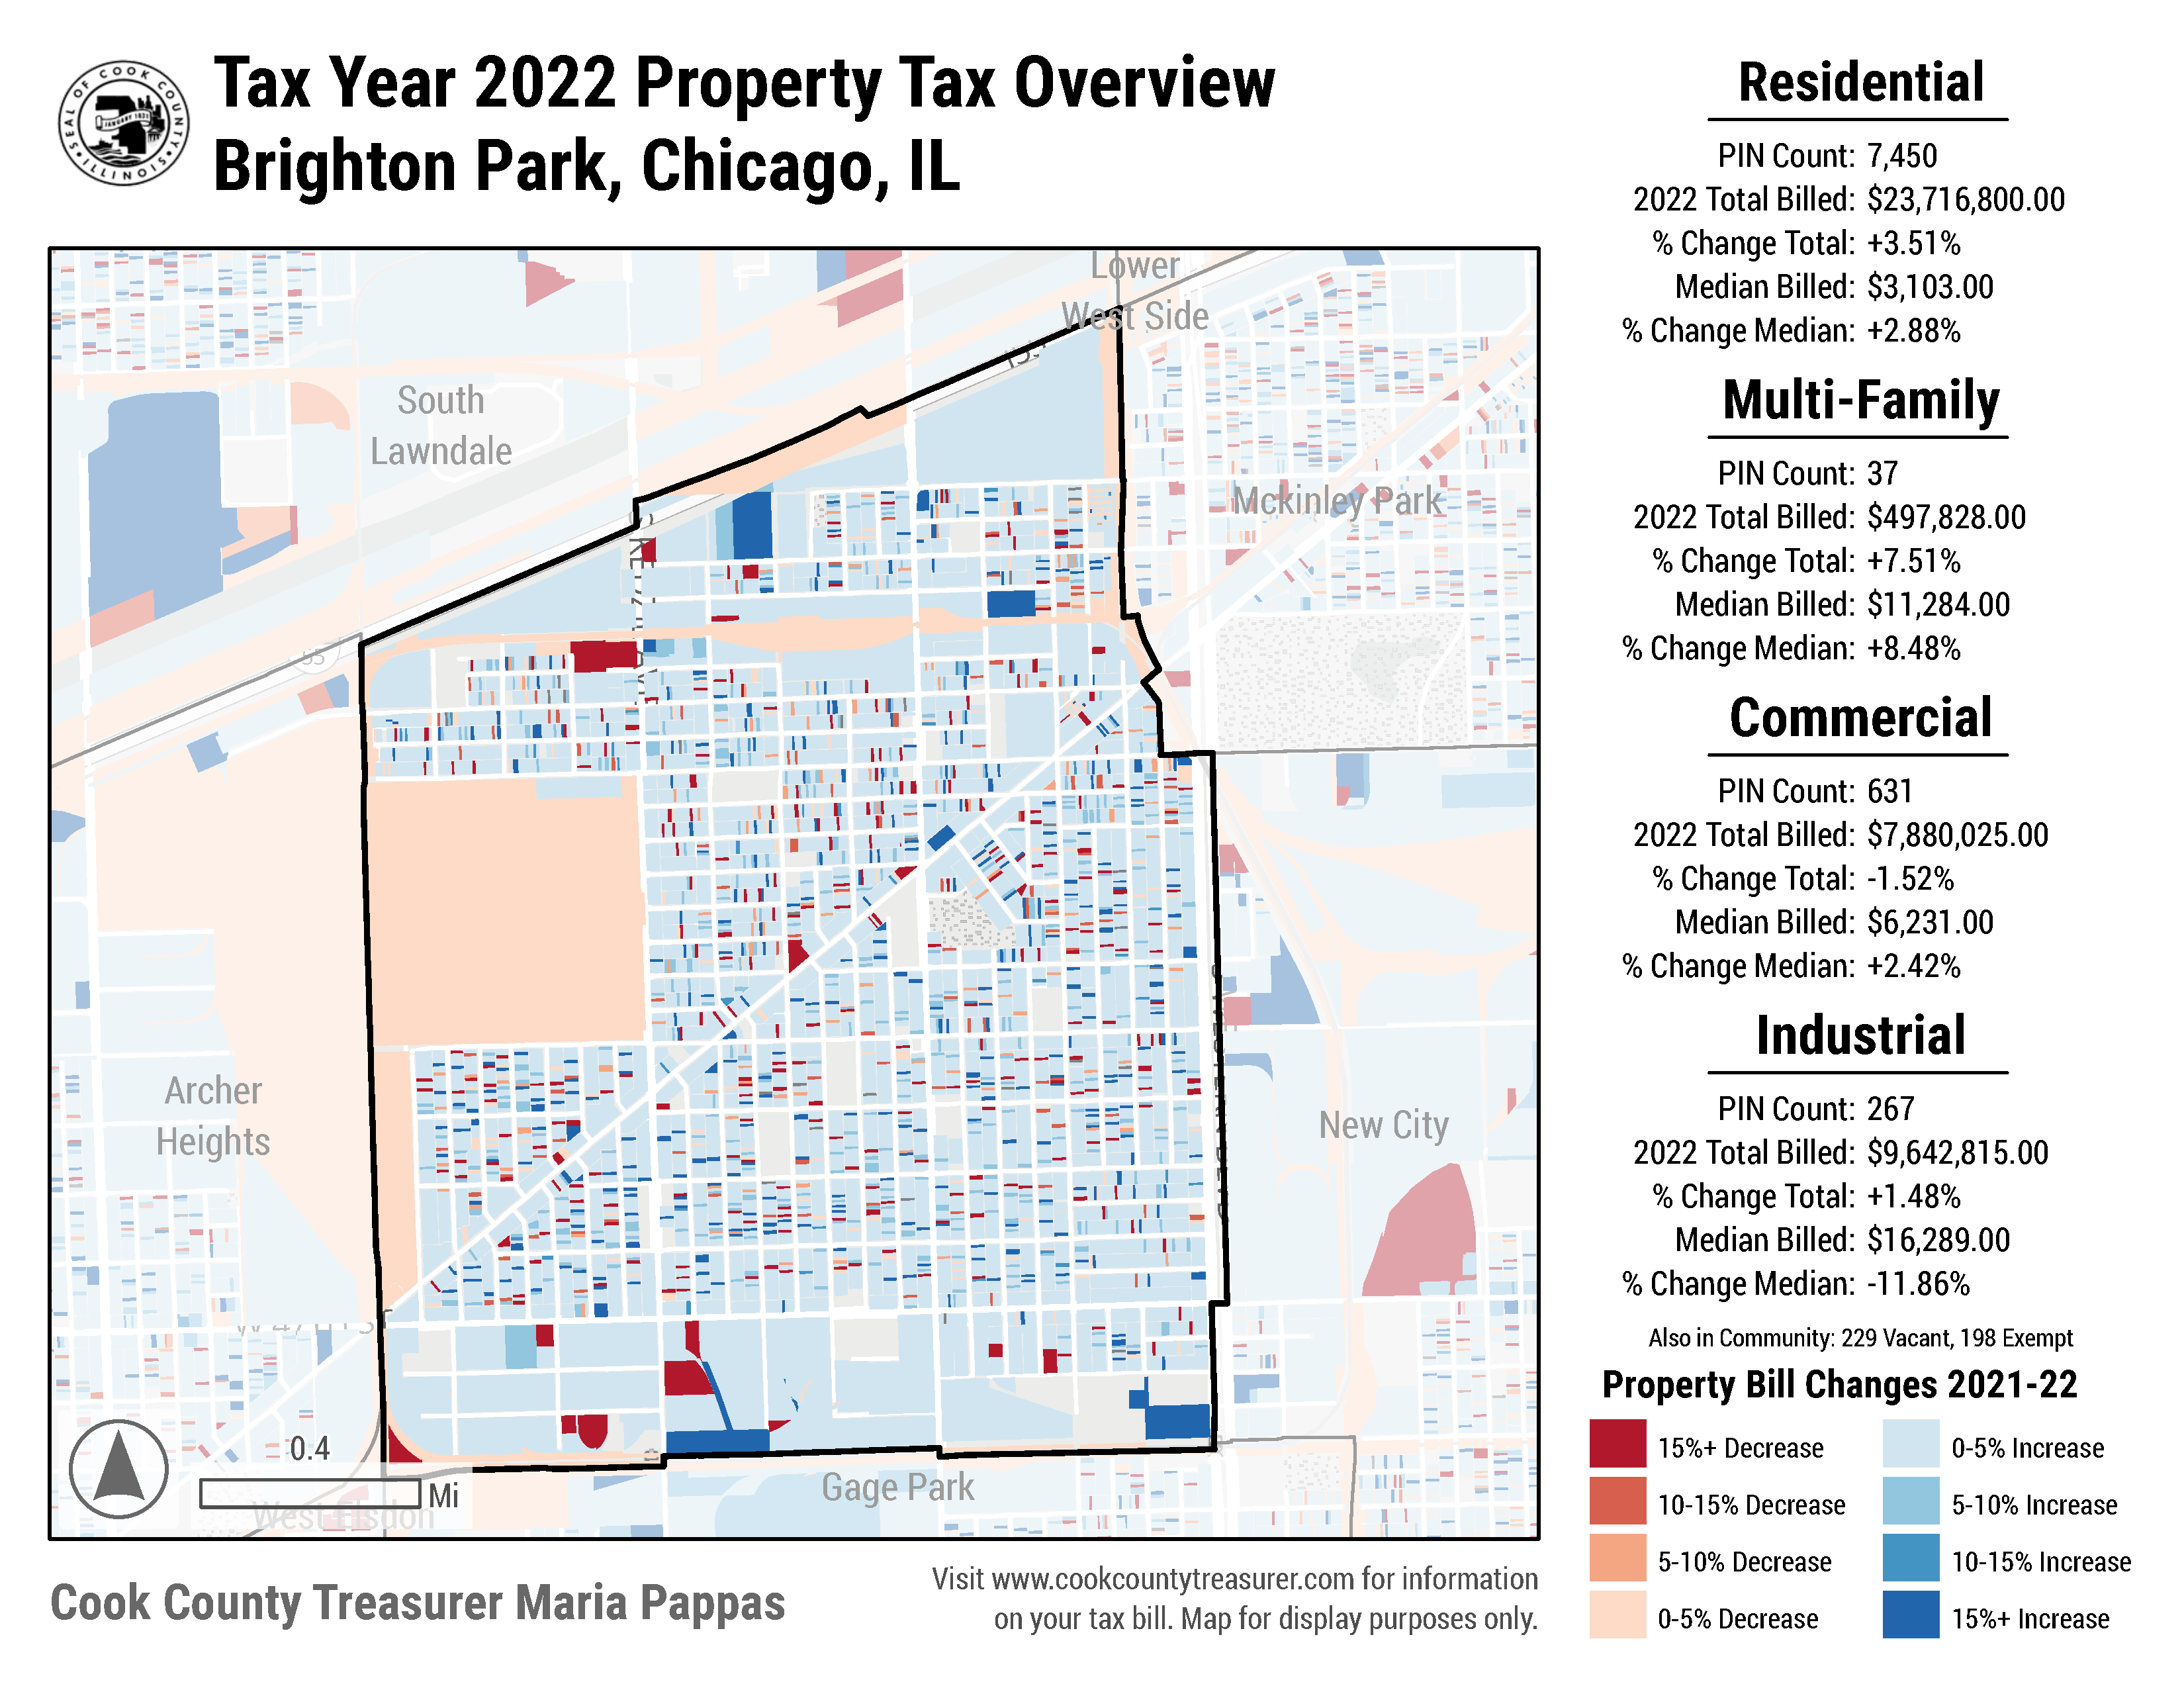 Tax Year 2022 Property Tax Overview
Brighton Park, Chicago, IL
SEAL OF COOK COUNTY
ILLINOIS
JANUARY 1831
Lower
West Side
South
Lawndale
Mckinley Park
55
Archer
Heights
New City
Gage Park
West Elsdon
0.4
Mi
Residential
PIN Count: 7,450
2022 Total Billed: $23,716,800.00
% Change Total: +3.51%
Median Billed: $3,103.00
% Change Median: +2.88%
Multi-Family
PIN Count: 37
2022 Total Billed: $497,828.00
% Change Total: +7.51%
Median Billed: $11,284.00
% Change Median: +8.48%
Commercial
PIN Count: 631
2022 Total Billed: $7,880,025.00
% Change Total: -1.52%
Median Billed: $6,231.00
% Change Median: +2.42%
Industrial
PIN Count: 267
2022 Total Billed: $9,642,815.00
% Change Total: +1.48%
Median Billed: $16,289.00
% Change Median: -11.86%
Also in Community: 229 Vacant, 198 Exempt
Property Bill Changes 2021-22
15%+ Decrease
10-15% Decrease
5-10% Decrease
0-5% Decrease
0-5% Increase
5-10% Increase
10-15% Increase
15%+ Increase
Cook County Treasurer Maria Pappas
Visit www.cookcountytreasurer.com for information
on your tax bill. Map for display purposes only.